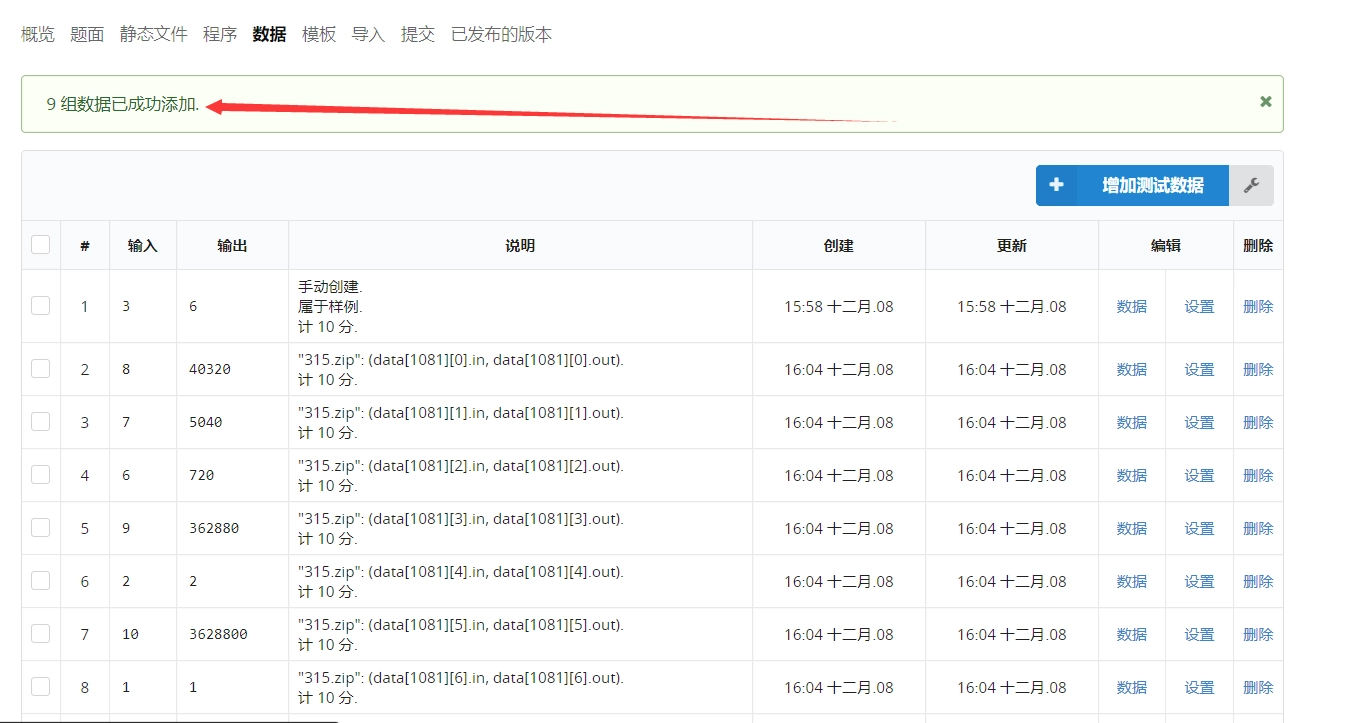 概览 题面 静态文件 程序 数据 模板 导入 提交 已发布的版本
9 组数据已成功添加.
增加测试数据
# 输入 输出 说明 创建 更新 编辑 删除
手动创建.
1 3 6 属于样例. 15:58 十二月.08 15:58 十二月.08 数据 设置 删除
计 10 分.
"315.zip": (data[1081][0].in, data[1081][0].out).
2 8 40320 16:04 十二月.08 16:04 十二月.08 数据 设置 删除
计 10 分.
"315.zip": (data[1081][1].in, data[1081][1].out).
3 7 5040 16:04 十二月.08 16:04 十二月.08 数据 设置 删除
计 10 分.
"315.zip": (data[1081][2].in, data[1081][2].out).
4 6 720 16:04 十二月.08 16:04 十二月.08 数据 设置 删除
计 10 分.
"315.zip": (data[1081][3].in, data[1081][3].out).
5 9 362880 16:04 十二月.08 16:04 十二月.08 数据 设置 删除
计 10 分.
"315.zip": (data[1081][4].in, data[1081][4].out).
6 2 2 16:04 十二月.08 16:04 十二月.08 数据 设置 删除
计 10 分.
"315.zip": (data[1081][5].in, data[1081][5].out).
7 10 3628800 16:04 十二月.08 16:04 十二月.08 数据 设置 删除
计 10 分.
"315.zip": (data[1081][6].in, data[1081][6].out).
8 1 1 16:04 十二月.08 16:04 十二月.08 数据 设置 删除
计 10 分.